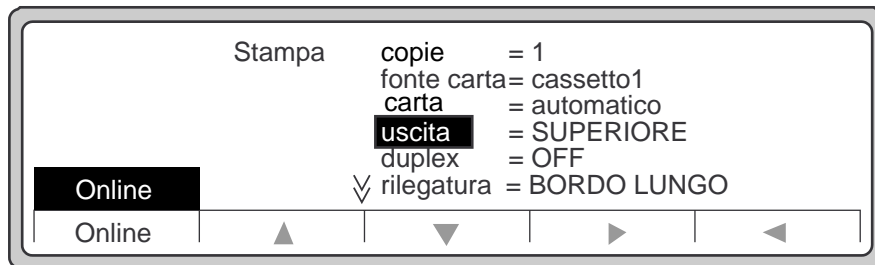 Stampa copie = 1
fonte carta= cassetto1
carta = automatico
uscita = SUPERIORE
duplex = OFF
rilegatura = BORDO LUNGO
Online
Online